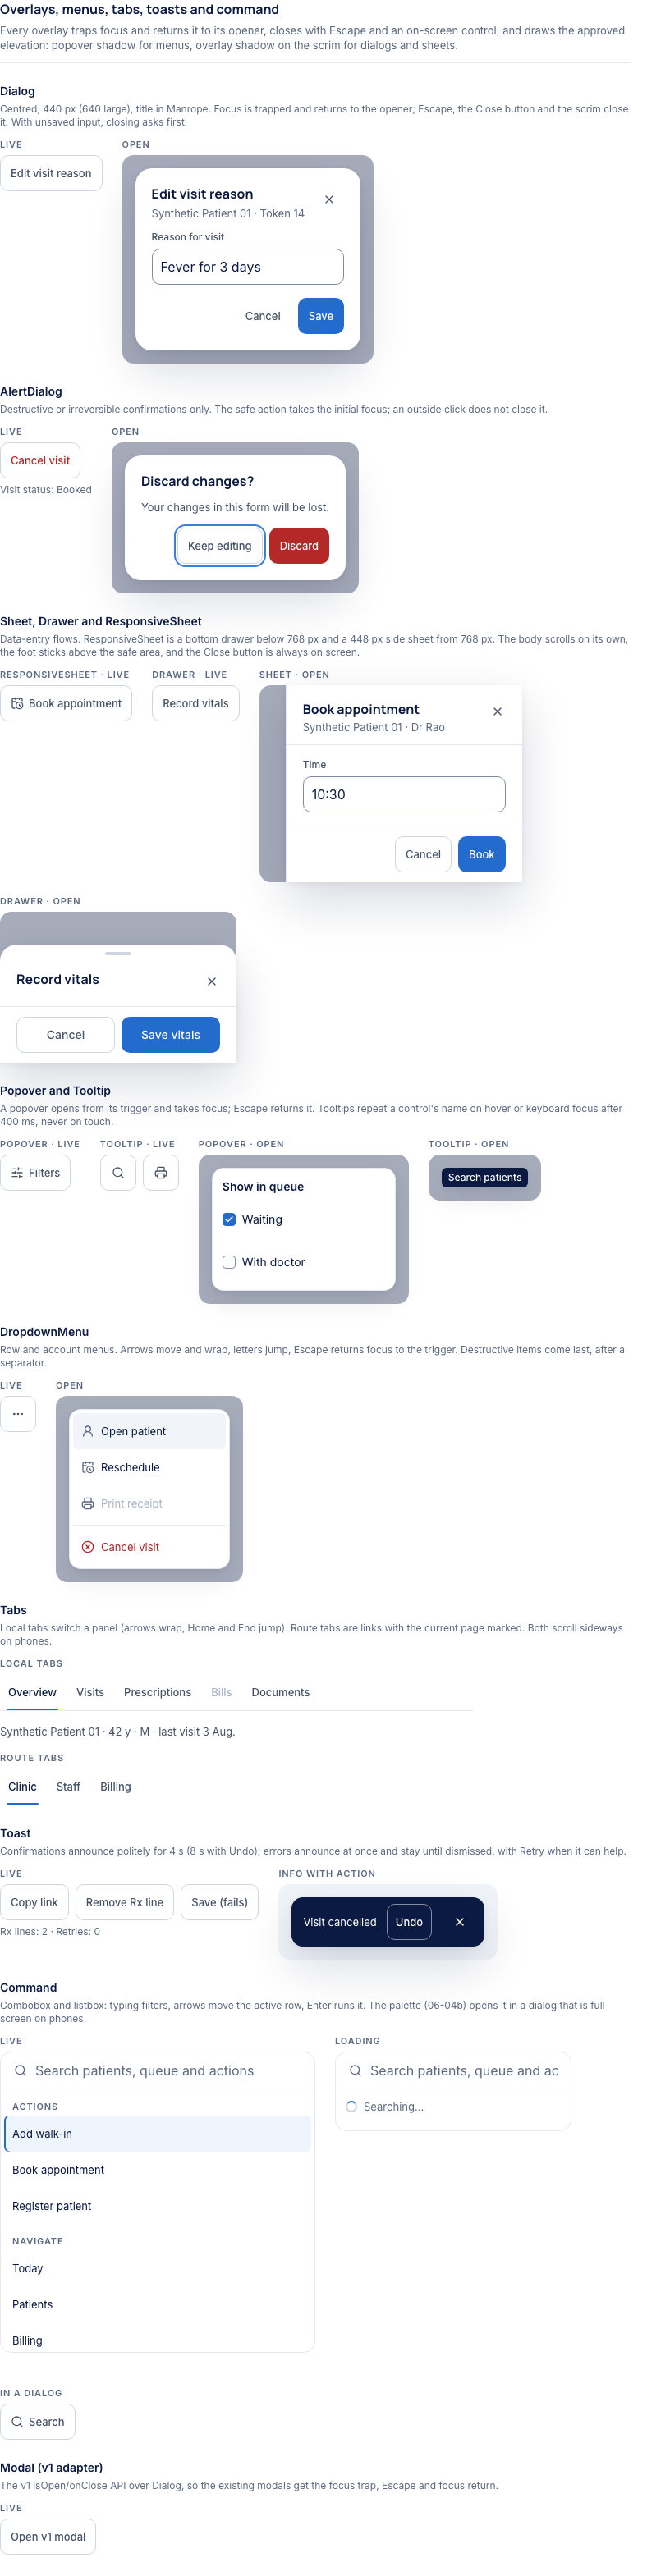 Overlays, menus, tabs, toasts and command
Every overlay traps focus and returns it to its opener, closes with Escape and an on-screen control, and draws the approved
elevation: popover shadow for menus, overlay shadow on the scrim for dialogs and sheets.
Dialog
Centred, 440 px (640 large), title in Manrope. Focus is trapped and returns to the opener; Escape, the Close button and the scrim close
it. With unsaved input, closing asks first.
LIVE
OPEN
Edit visit reason
Edit visit reason
Synthetic Patient 01 · Token 14
Reason for visit
Fever for 3 days
Cancel
Save
AlertDialog
Destructive or irreversible confirmations only. The safe action takes the initial focus; an outside click does not close it.
LIVE
OPEN
Cancel visit
Visit status: Booked
Discard changes?
Your changes in this form will be lost.
Keep editing
Discard
Sheet, Drawer and ResponsiveSheet
Data-entry flows. ResponsiveSheet is a bottom drawer below 768 px and a 448 px side sheet from 768 px. The body scrolls on its own,
the foot sticks above the safe area, and the Close button is always on screen.
RESPONSIVESHEET · LIVE
DRAWER · LIVE
SHEET · OPEN
Book appointment
Record vitals
Book appointment
Synthetic Patient 01 · Dr Rao
Time
10:30
Cancel
Book
DRAWER · OPEN
Record vitals
Cancel
Save vitals
Popover and Tooltip
A popover opens from its trigger and takes focus; Escape returns it. Tooltips repeat a control's name on hover or keyboard focus after
400 ms, never on touch.
POPOVER · LIVE
TOOLTIP · LIVE
POPOVER · OPEN
TOOLTIP · OPEN
Filters
Show in queue
Waiting
With doctor
Search patients
DropdownMenu
Row and account menus. Arrows move and wrap, letters jump, Escape returns focus to the trigger. Destructive items come last, after a
separator.
LIVE
OPEN
Open patient
Reschedule
Print receipt
Cancel visit
Tabs
Local tabs switch a panel (arrows wrap, Home and End jump). Route tabs are links with the current page marked. Both scroll sideways
on phones.
LOCAL TABS
Overview
Visits
Prescriptions
Bills
Documents
Synthetic Patient 01 · 42 y · M · last visit 3 Aug.
ROUTE TABS
Clinic
Staff
Billing
Toast
Confirmations announce politely for 4 s (8 s with Undo); errors announce at once and stay until dismissed, with Retry when it can help.
LIVE
INFO WITH ACTION
Copy link
Remove Rx line
Save (fails)
Rx lines: 2 · Retries: 0
Visit cancelled
Undo
Command
Combobox and listbox: typing filters, arrows move the active row, Enter runs it. The palette (06-04b) opens it in a dialog that is full
screen on phones.
LIVE
LOADING
Search patients, queue and actions
ACTIONS
Add walk-in
Book appointment
Register patient
NAVIGATE
Today
Patients
Billing
Search patients, queue and ac
Searching…
IN A DIALOG
Search
Modal (v1 adapter)
The v1 isOpen/onClose API over Dialog, so the existing modals get the focus trap, Escape and focus return.
LIVE
Open v1 modal